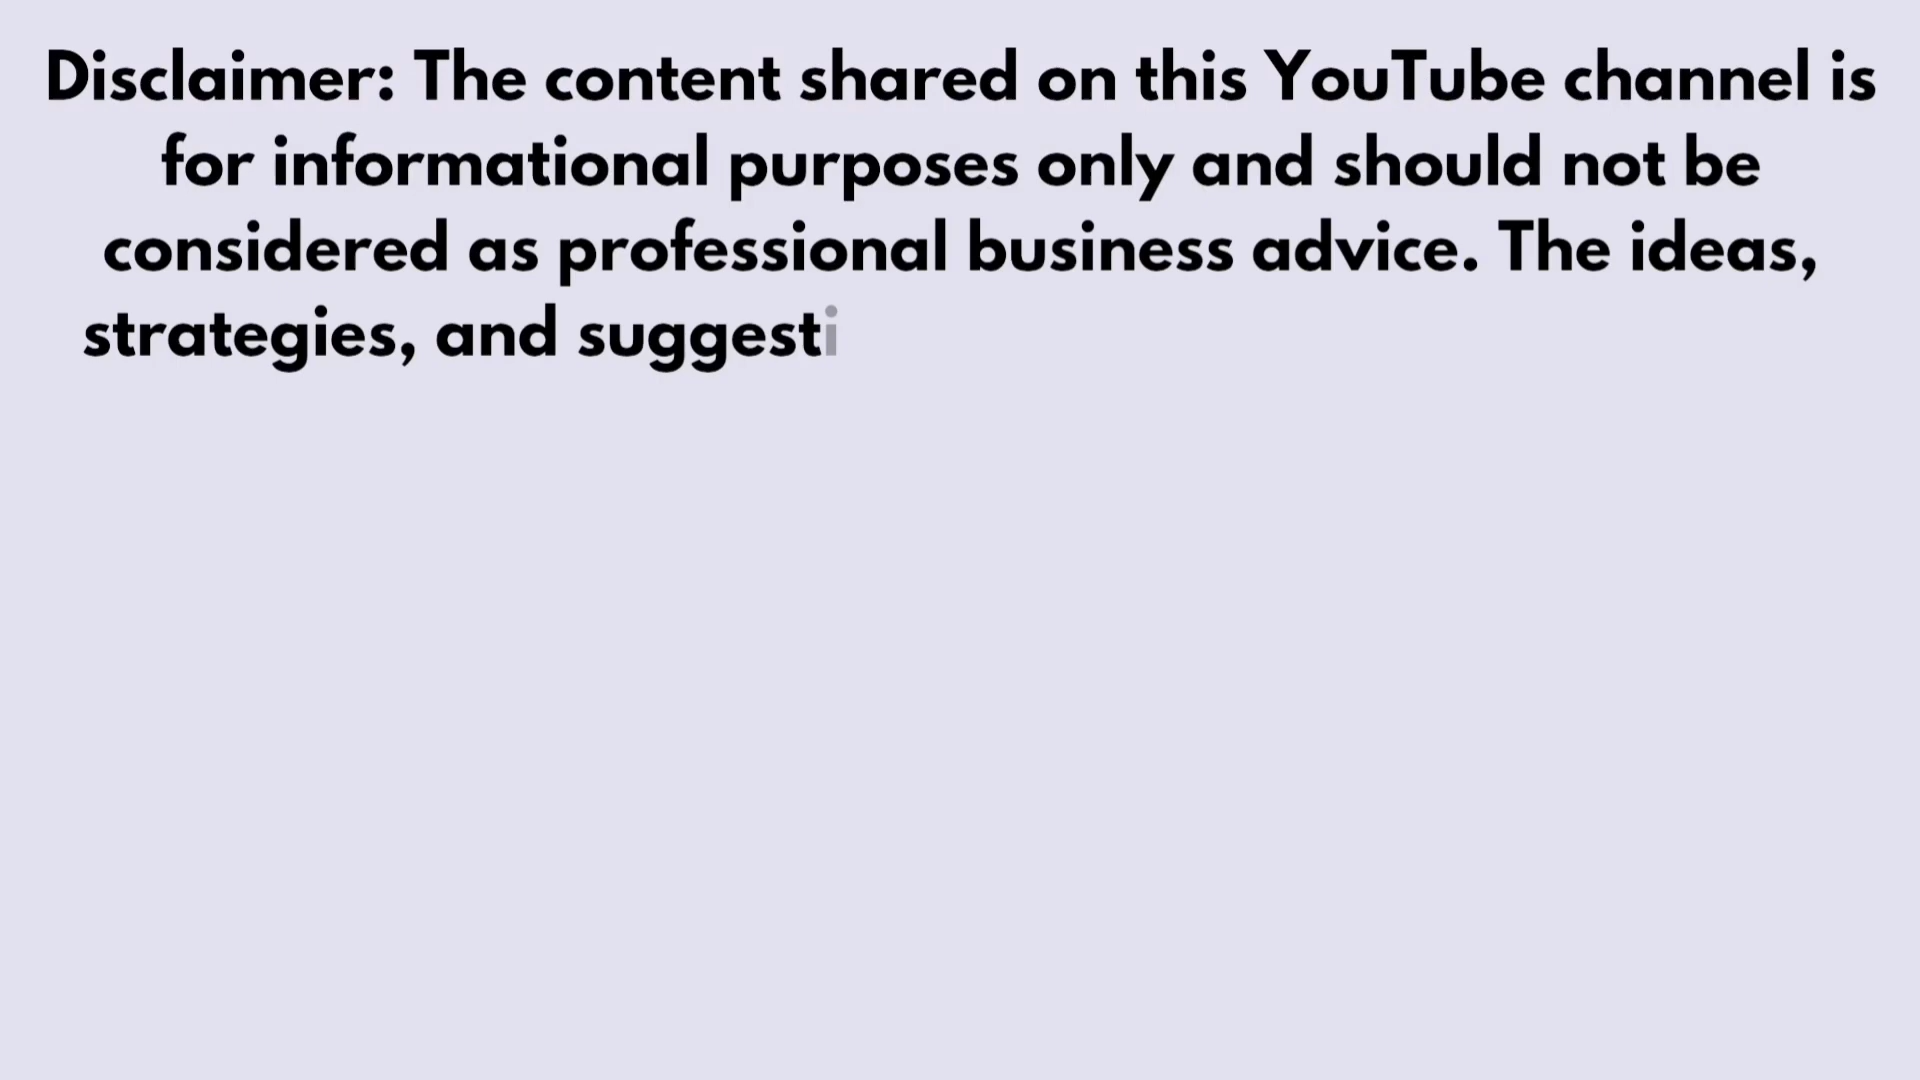 Disclaimer: The content shared on this YouTube channel is
for informational purposes only and should not be
considered as professional business advice. The ideas,
strategies, and suggesti